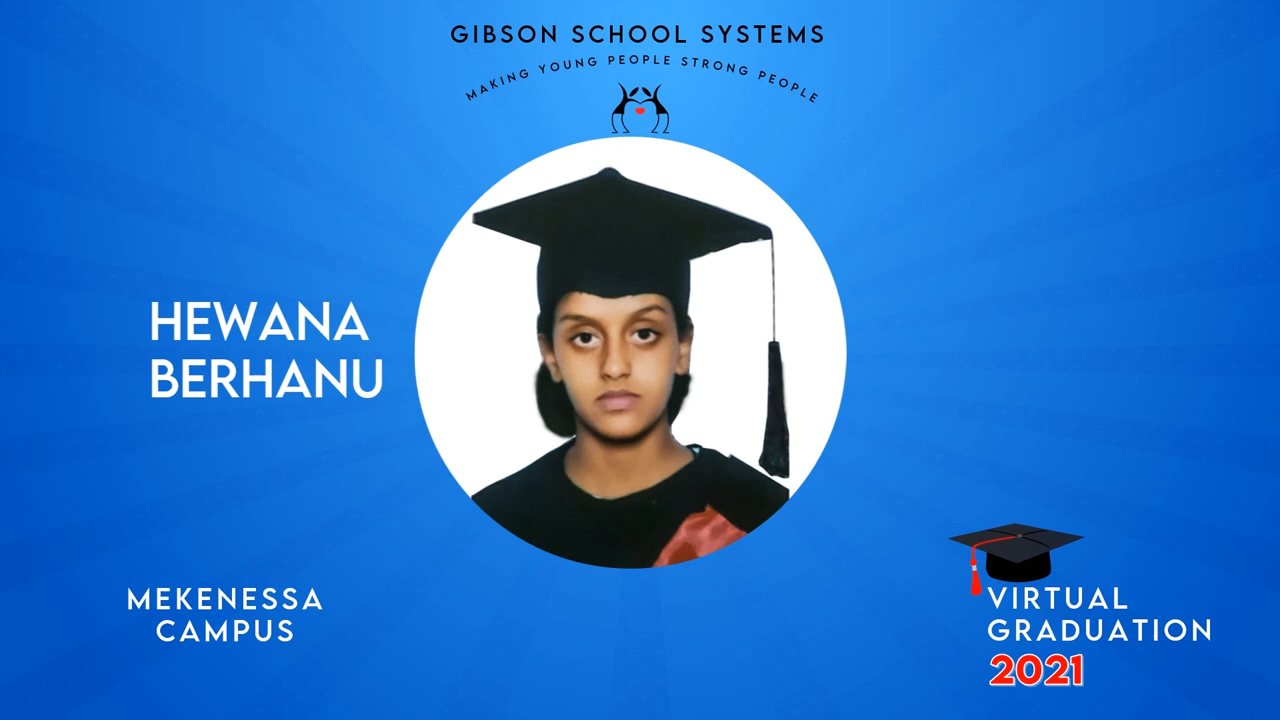 GIBSON SCHOOL SYSTEMS
MAKING YOUNG PEOPLE STRONG PEOPLE
HEWANA
BERHANU
MEKENESSA
CAMPUS
VIRTUAL
GRADUATION
2021